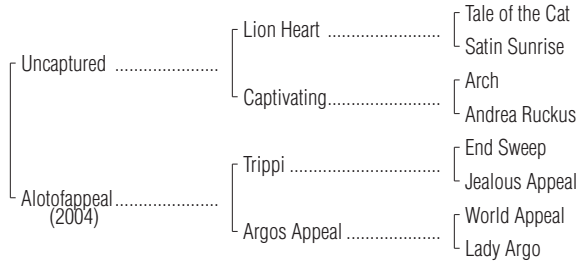 Tale of the Cat
Lion Heart ......................
Satin Sunrise
Uncaptured ....................
Arch
Captivating......................
Andrea Ruckus
End Sweep
Trippi .............................
Jealous Appeal
Alotofappeal ....................
(2004)
World Appeal
Argos Appeal ..................
Lady Argo